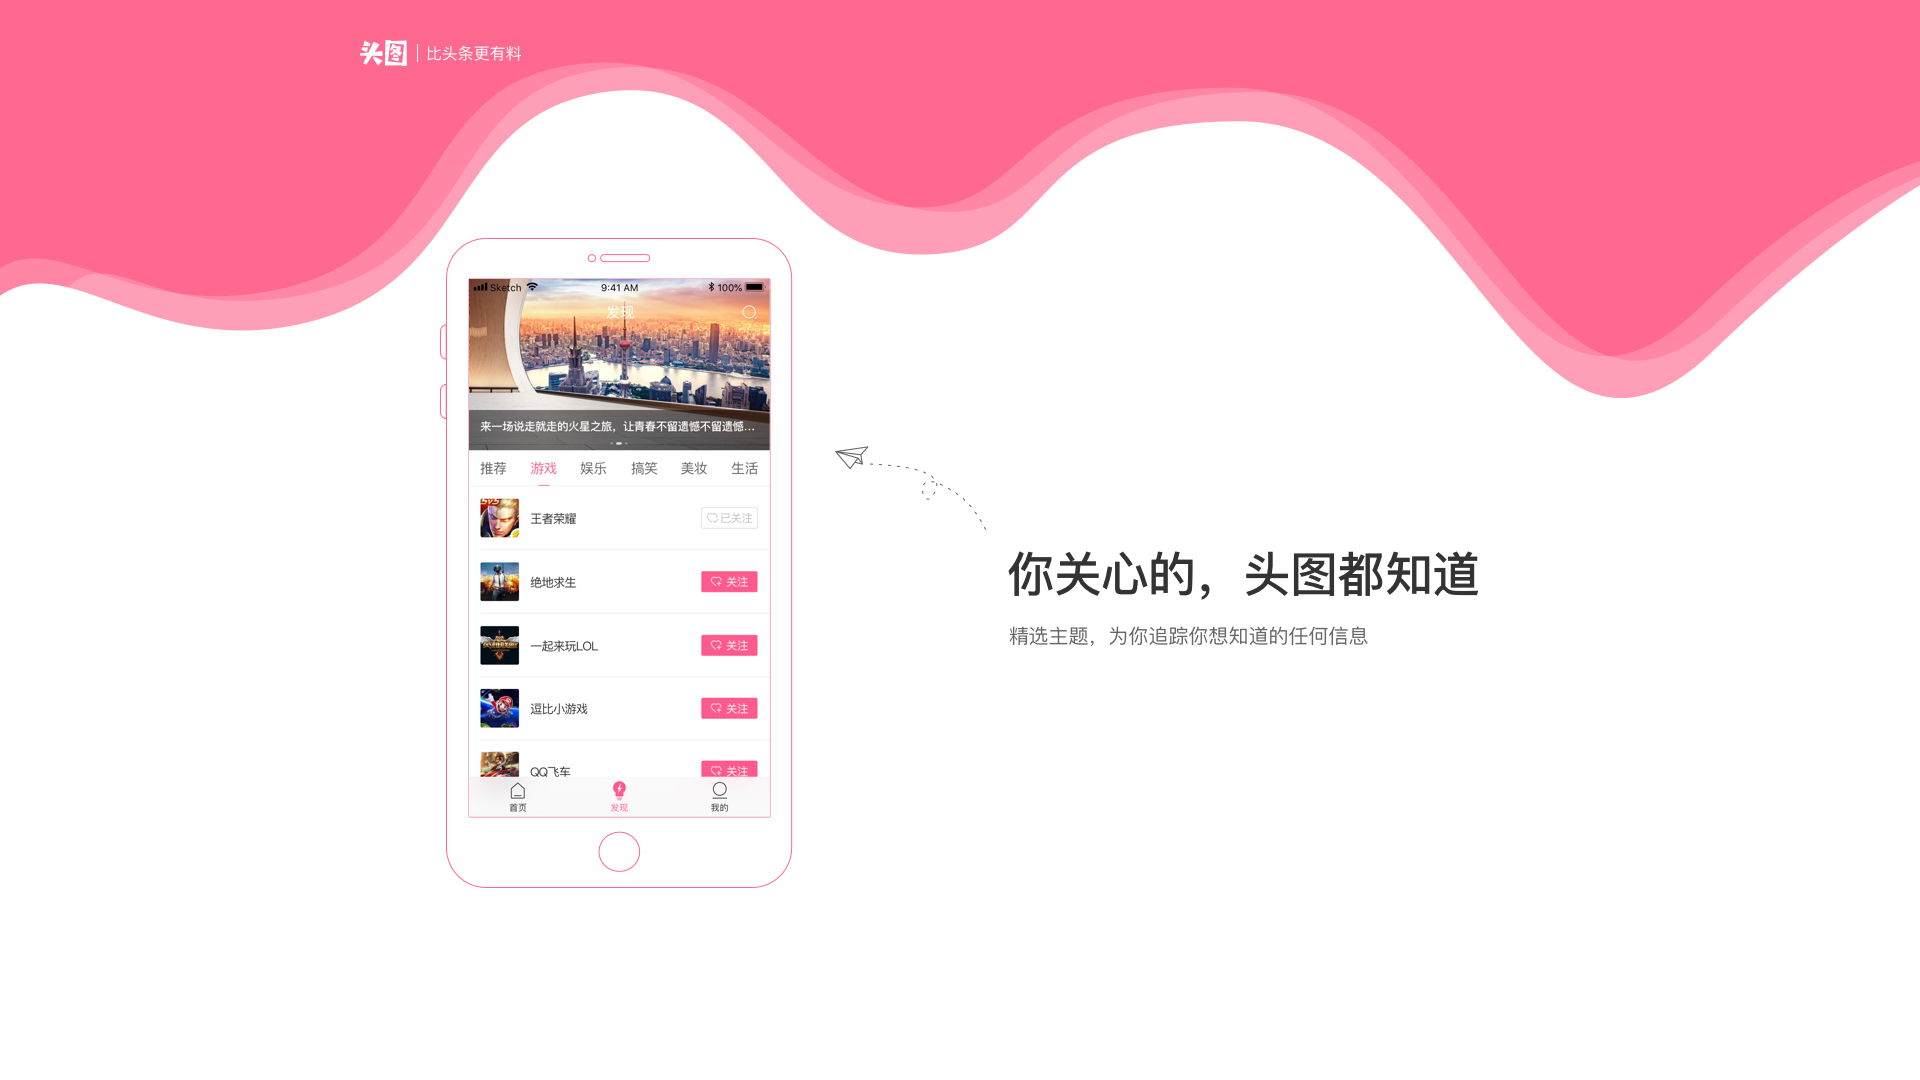 头图 | 比头条更有料
Sketch 9:41 AM 100%
发现
来一场说走就走的火星之旅，让青春不留遗憾不留遗憾...
推荐 游戏 娱乐 搞笑 美妆 生活
王者荣耀 已关注
绝地求生 关注
一起来玩LOL 关注
逗比小游戏 关注
QQ飞车 关注
首页 发现 我的
你关心的，头图都知道
精选主题，为你追踪你想知道的任何信息